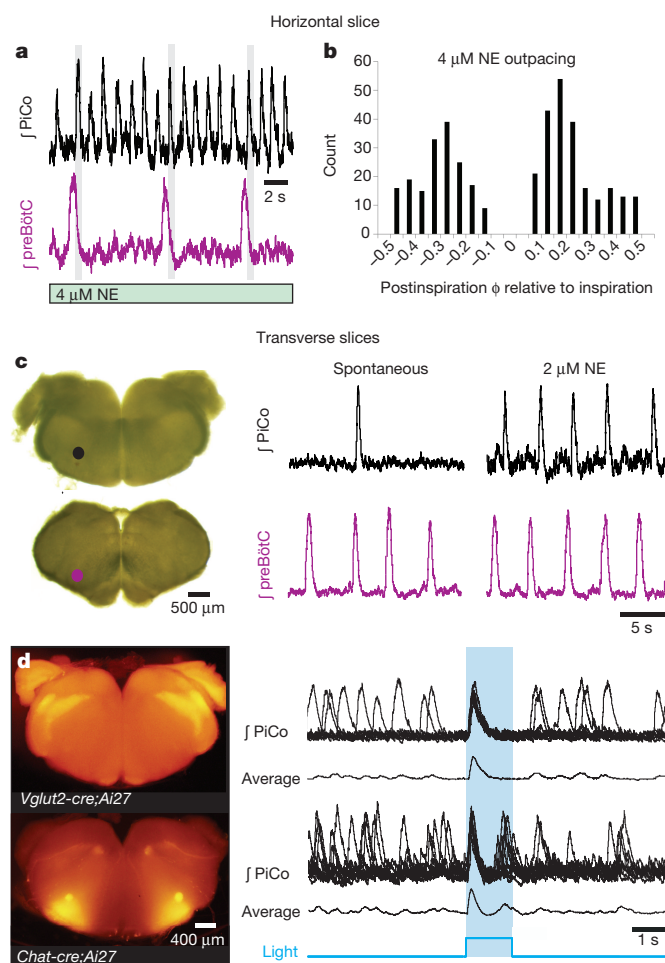 Horizontal slice
a
b
∫ PiCo
∫ preBötC
2 s
4 µM NE
4 µM NE outpacing
Count
60
50
40
30
20
10
0
–0.5
–0.4
–0.3
–0.2
–0.1
0
0.1
0.2
0.3
0.4
0.5
Postinspiration ϕ relative to inspiration
Transverse slices
c
500 µm
Spontaneous
2 µM NE
∫ PiCo
∫ preBötC
5 s
d
Vglut2-cre;Ai27
Chat-cre;Ai27
400 µm
∫ PiCo
Average
∫ PiCo
Average
Light
1 s